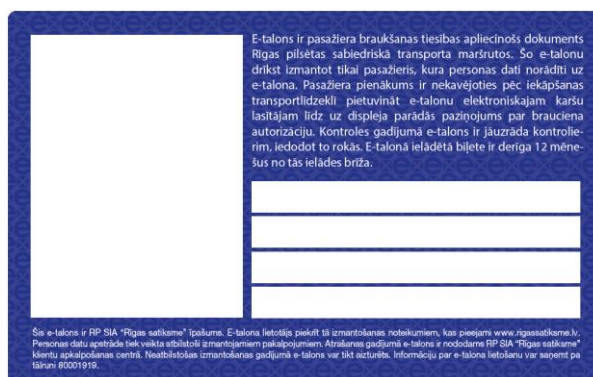 E-talons ir pasažiera braukšanas tiesības apliecinošs dokuments
Rīgas pilsētas sabiedriskā transporta maršrutos. Šo e-talonu
drīkst izmantot tikai pasažieris, kura personas dati norādīti uz
e-talona. Pasažiera pienākums ir nekavējoties pēc iekāpšanas
transportlīdzeklī pietuvināt e-talonu elektroniskajam karšu
lasītājam līdz uz displeja parādās paziņojums par brauciena
autorizāciju. Kontroles gadījumā e-talons ir jāuzrāda kontrolie-
rim, iedodot to rokās. E-talonā ielādētā biļete ir derīga 12 mēne-
šus no tās ielādes brīža.
Šis e-talons ir RP SIA “Rīgas satiksme” īpašums. E-talona lietotājs piekrīt tā izmantošanas noteikumiem, kas pieejami www.rigassatiksme.lv.
Personas datu apstrāde tiek veikta atbilstoši izmantojamiem pakalpojumiem. Atrašanas gadījumā e-talons ir nododams RP SIA “Rīgas satiksme”
klientu apkalpošanas centrā. Neatbilstošas izmantošanas gadījumā e-talons var tikt aizturēts. Informāciju par e-talona lietošanu var saņemt pa
tālruni 80001919.